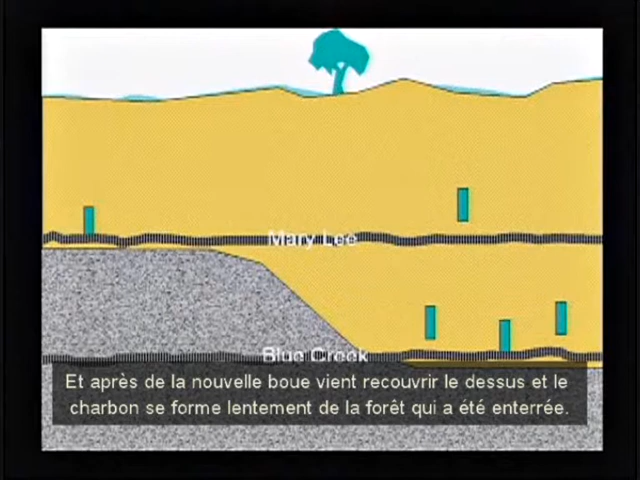 Mary Lee
Blue Creek
Et après de la nouvelle boue vient recouvrir le dessus et le
charbon se forme lentement de la forêt qui a été enterrée.